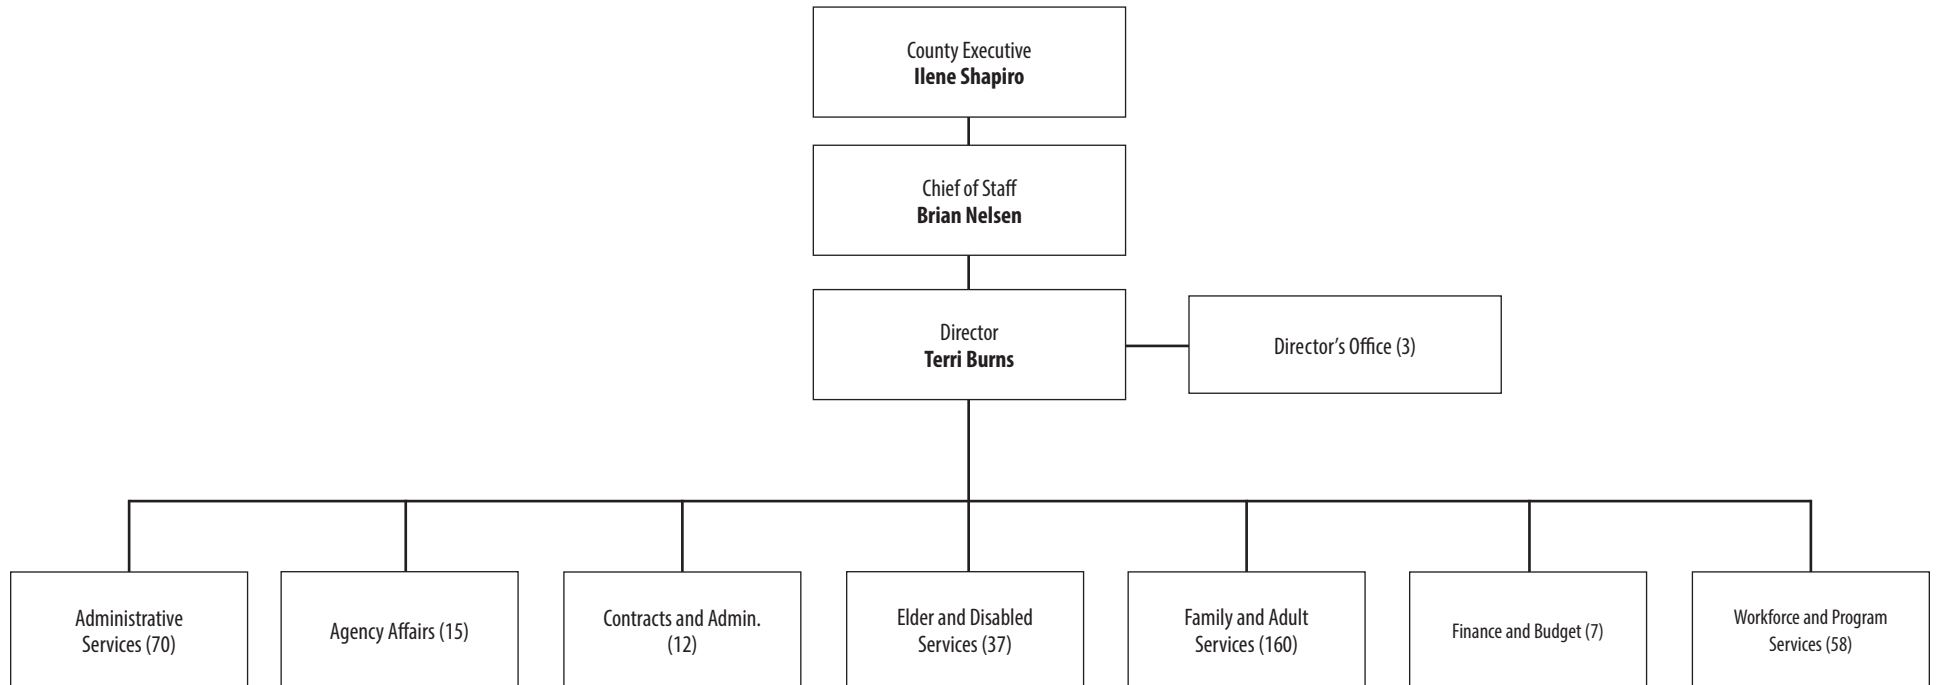 County Executive
Ilene Shapiro
Chief of Staff
Brian Nelsen
Director
Terri Burns
Director’s Office (3)
Administrative
Services (70)
Agency Affairs (15)
Contracts and Admin.
(12)
Elder and Disabled
Services (37)
Family and Adult
Services (160)
Finance and Budget (7)
Workforce and Program
Services (58)